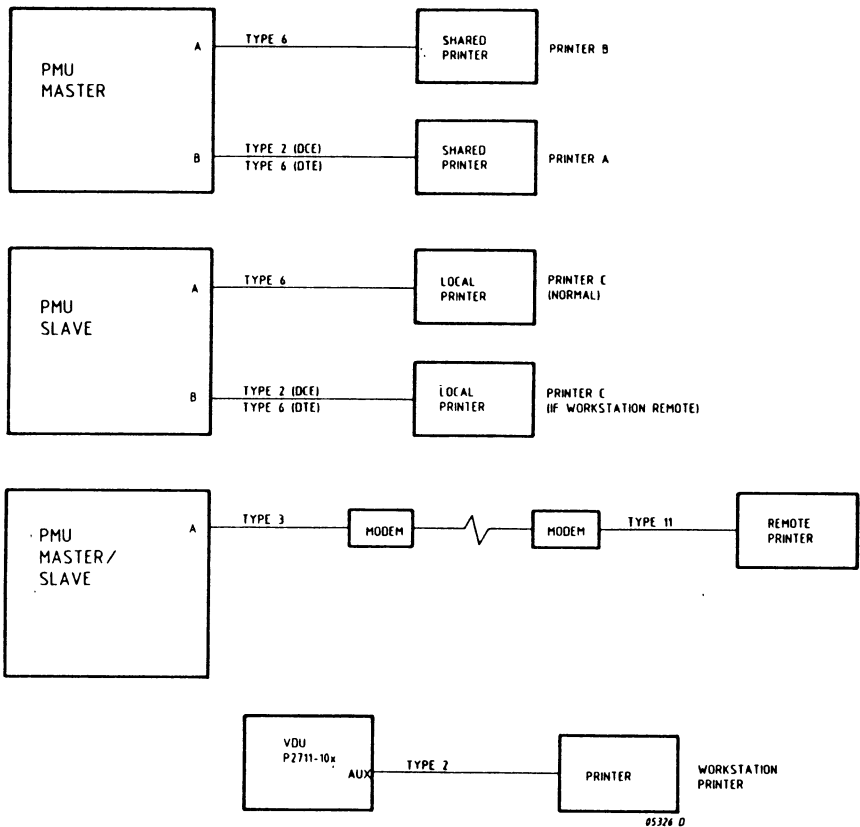 PMU
MASTER
A
TYPE 6
SHARED
PRINTER
PRINTER B
B
TYPE 2 (DCE)
TYPE 6 (DTE)
SHARED
PRINTER
PRINTER A
PMU
SLAVE
A
TYPE 6
LOCAL
PRINTER
PRINTER C
(NORMAL)
B
TYPE 2 (DCE)
TYPE 6 (DTE)
LOCAL
PRINTER
PRINTER C
(IF WORKSTATION REMOTE)
PMU
MASTER/
SLAVE
A
TYPE 3
MODEM
MODEM
TYPE 11
REMOTE
PRINTER
VDU
P2711-10x
AUX
TYPE 2
PRINTER
WORKSTATION
PRINTER
05326 D